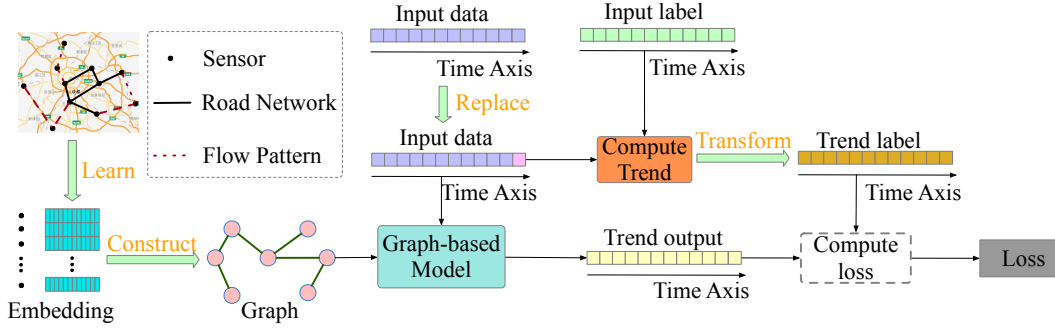 Input data
Input label
Sensor
Time Axis
Time Axis
Road Network
Replace
Input data
Flow Pattern
Compute
Trend
Transform
Trend label
Learn
Time Axis
Time Axis
Construct
Graph-based
Model
Trend output
Compute
loss
Loss
Time Axis
Embedding
Graph